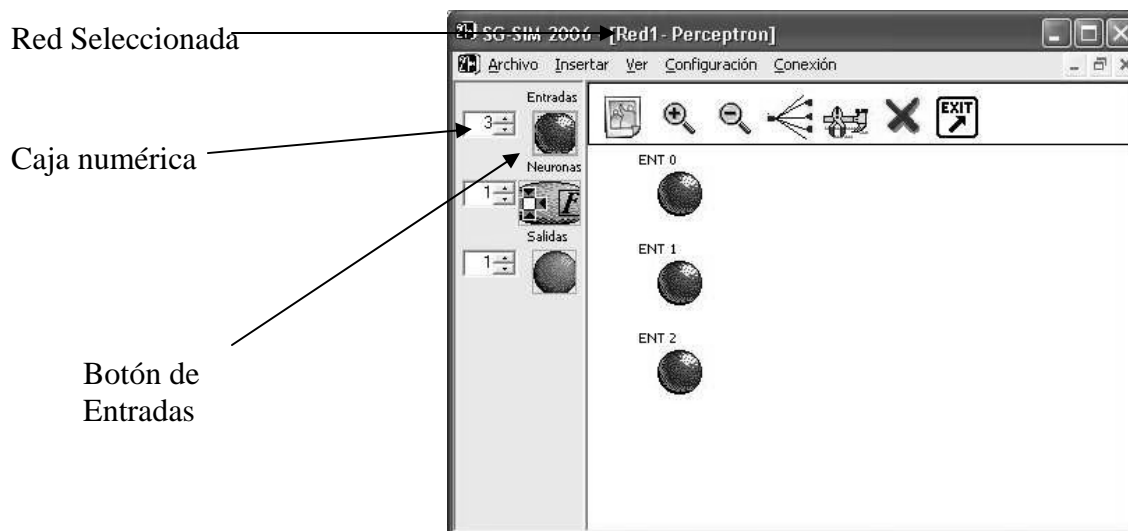 Red Seleccionada
SG-SIM 2006 - [Red1- Perceptron]
Archivo Insertar Ver Configuración Conexión
Entradas
3
EXIT
Caja numérica
Neuronas
ENT 0
1
F
Salidas
ENT 1
1
ENT 2
Botón de
Entradas